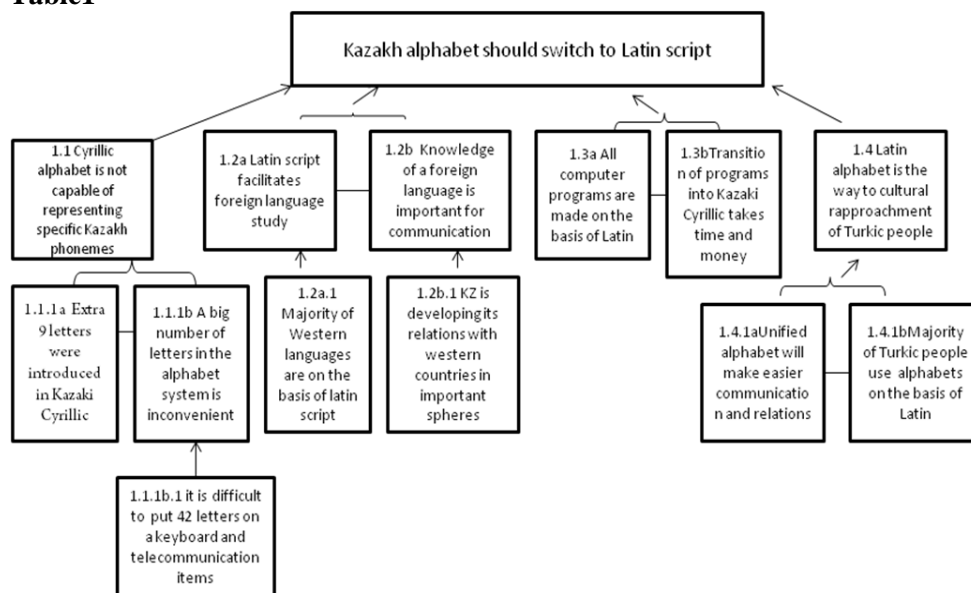 Table1
Kazakh alphabet should switch to Latin script
1.1 Cyrillic
alphabet is not
capable of
representing
specific Kazakh
phonemes
1.2a Latin script
facilitates
foreign language
study
1.2b Knowledge
of a foreign
language is
important for
communication
1.3a All
computer
programs are
made on the
basis of Latin
1.3bTransitio
n of programs
into Kazaki
Cyrillic takes
time and
money
1.4 Latin
alphabet is the
way to cultural
rapproachment
of Turkic people
1.1.1a Extra
9 letters
were
introduced
in Kazaki
Cyrillic
1.1.1b A big
number of
letters in the
alphabet
system is
inconvenient
1.2a.1
Majority of
Western
languages
are on the
basis of latin
script
1.2b.1 KZ is
developing its
relations with
western
countries in
important
spheres
1.4.1aUnified
alphabet will
make easier
communicatio
n and relations
1.4.1bMajority
of Turkic people
use alphabets
on the basis of
Latin
1.1.1b.1 it is difficult
to put 42 letters on
a keyboard and
telecommunication
items